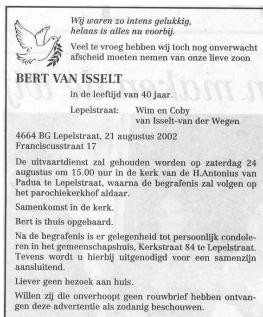 Wij waren zo intens gelukkig,
helaas is alles nu voorbij.
Veel te vroeg hebben wij toch nog onverwacht
afscheid moeten nemen van onze lieve zoon
BERT VAN ISSELT
in de leeftijd van 40 jaar.
Lepelstraat: Wim en Coby
van Isselt-van der Wegen
4664 BG Lepelstraat, 21 augustus 2002
Franciscusstraat 17
De uitvaartdienst zal gehouden worden op zaterdag 24
augustus om 15.00 uur in de kerk van de H.Antonius van
Padua te Lepelstraat, waarna de begrafenis zal volgen op
het parochiekerkhof aldaar.
Samenkomst in de kerk.
Bert is thuis opgebaard.
Na de begrafenis is er gelegenheid tot persoonlijk condole-
ren in het gemeenschapshuis, Kerkstraat 84 te Lepelstraat.
Tevens wordt u hierbij uitgenodigd voor een samenzijn
aansluitend.
Liever geen bezoek aan huis.
Willen zij die onverhoopt geen rouwbrief hebben ontvan-
gen deze advertentie als zodanig beschouwen.